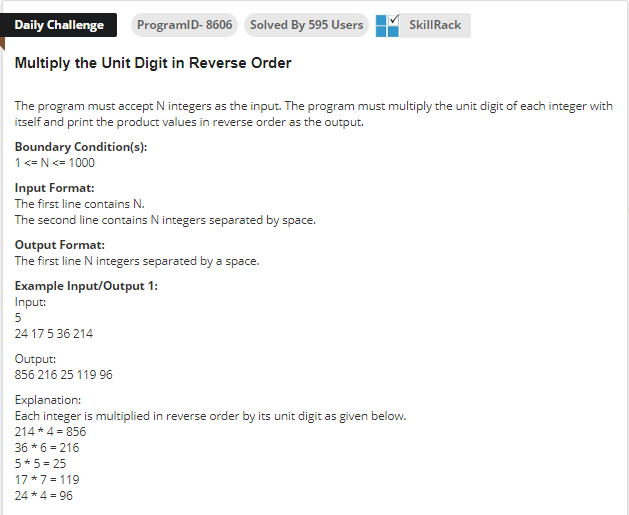 Daily Challenge
ProgramID- 8606
Solved By 595 Users
SkillRack
Multiply the Unit Digit in Reverse Order
The program must accept N integers as the input. The program must multiply the unit digit of each integer with
itself and print the product values in reverse order as the output.
Boundary Condition(s):
1 <= N <= 1000
Input Format:
The first line contains N.
The second line contains N integers separated by space.
Output Format:
The first line N integers separated by a space.
Example Input/Output 1:
Input:
5
24 17 5 36 214
Output:
856 216 25 119 96
Explanation:
Each integer is multiplied in reverse order by its unit digit as given below.
214 * 4 = 856
36 * 6 = 216
5 * 5 = 25
17 * 7 = 119
24 * 4 = 96